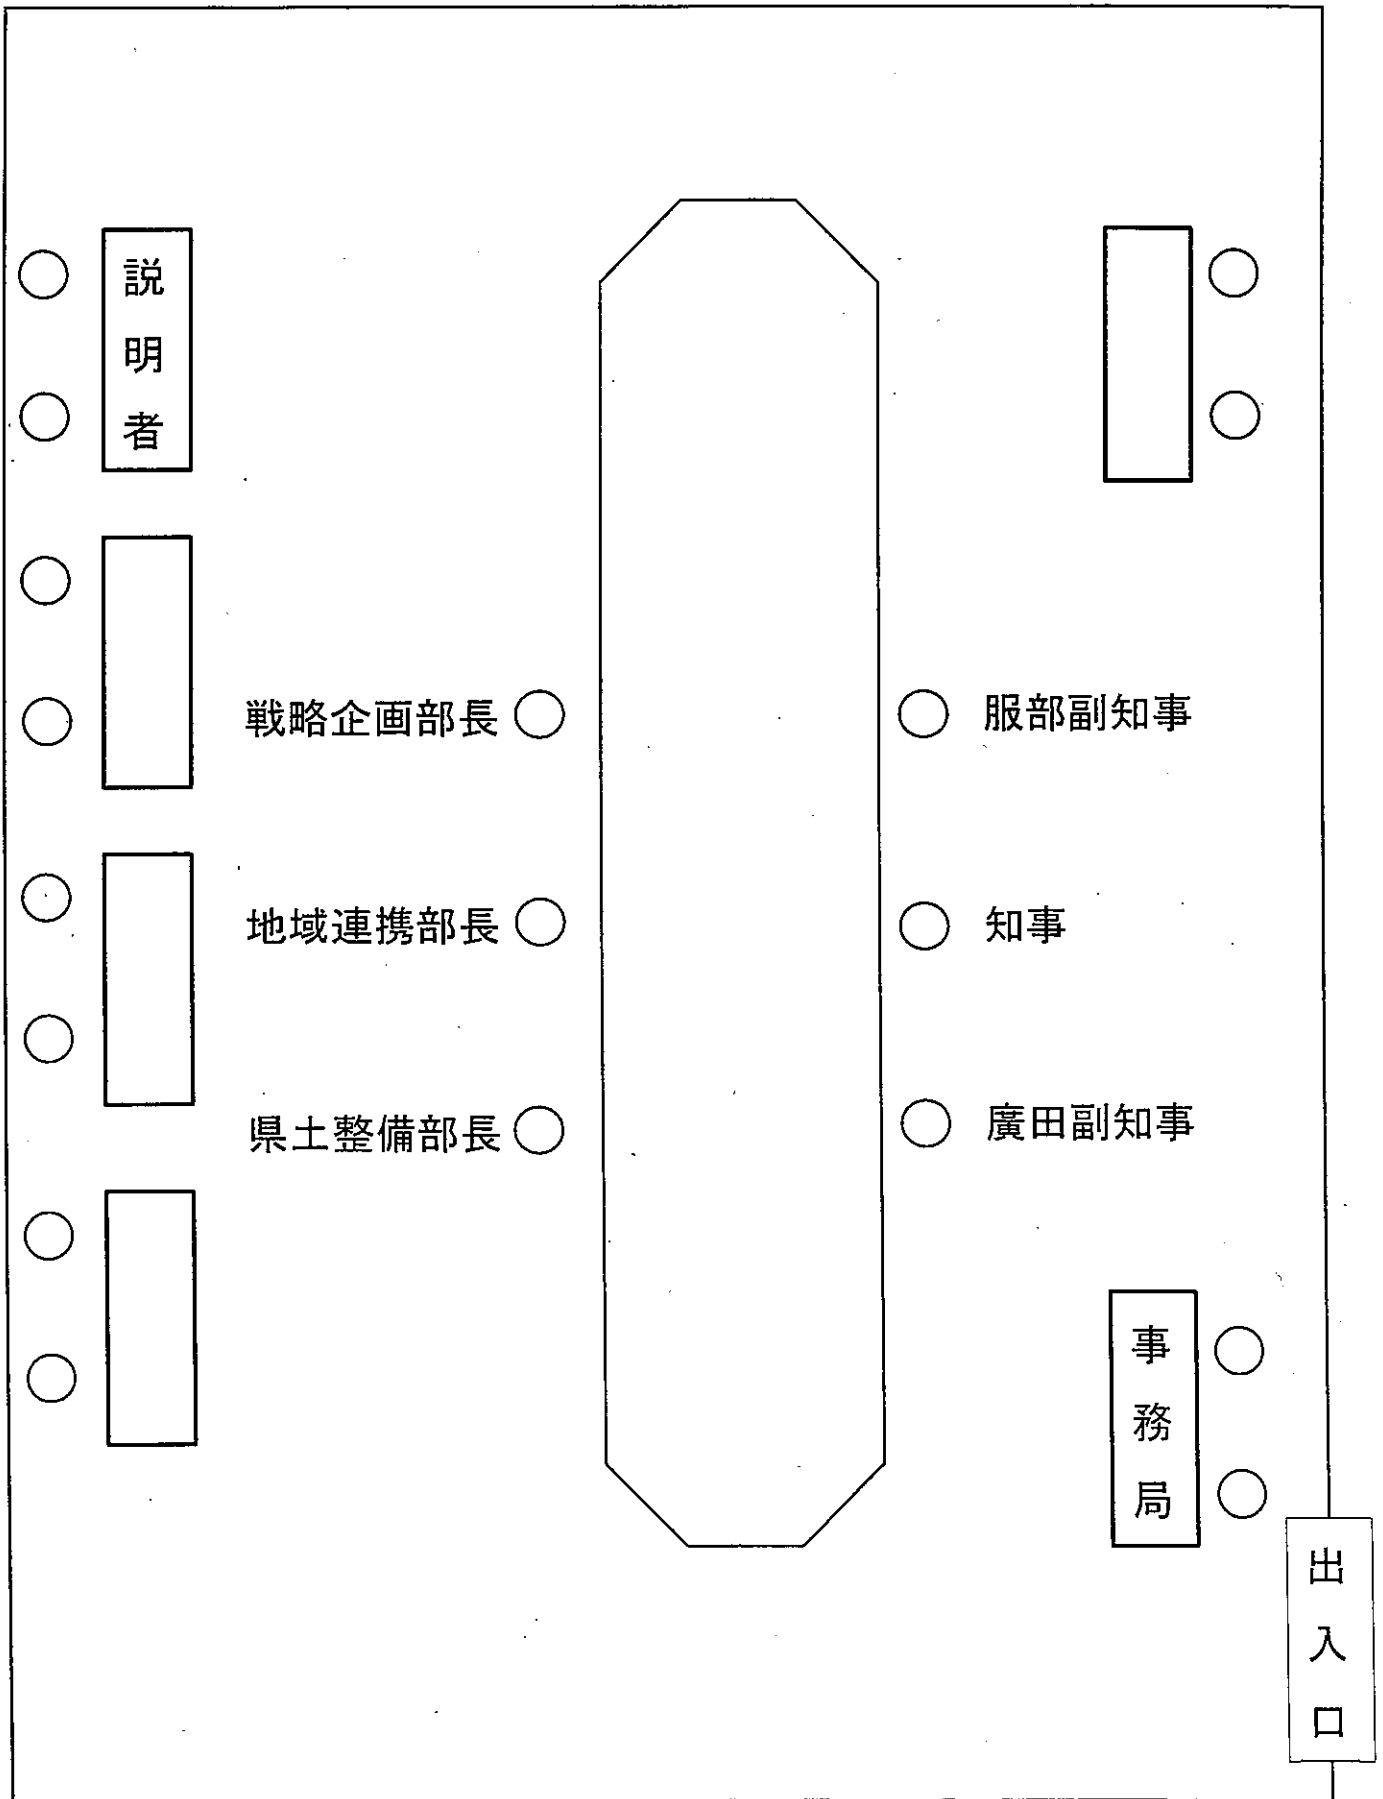 説明者
戦略企画部長
服部副知事
地域連携部長
知事
県土整備部長
廣田副知事
事務局
出入口